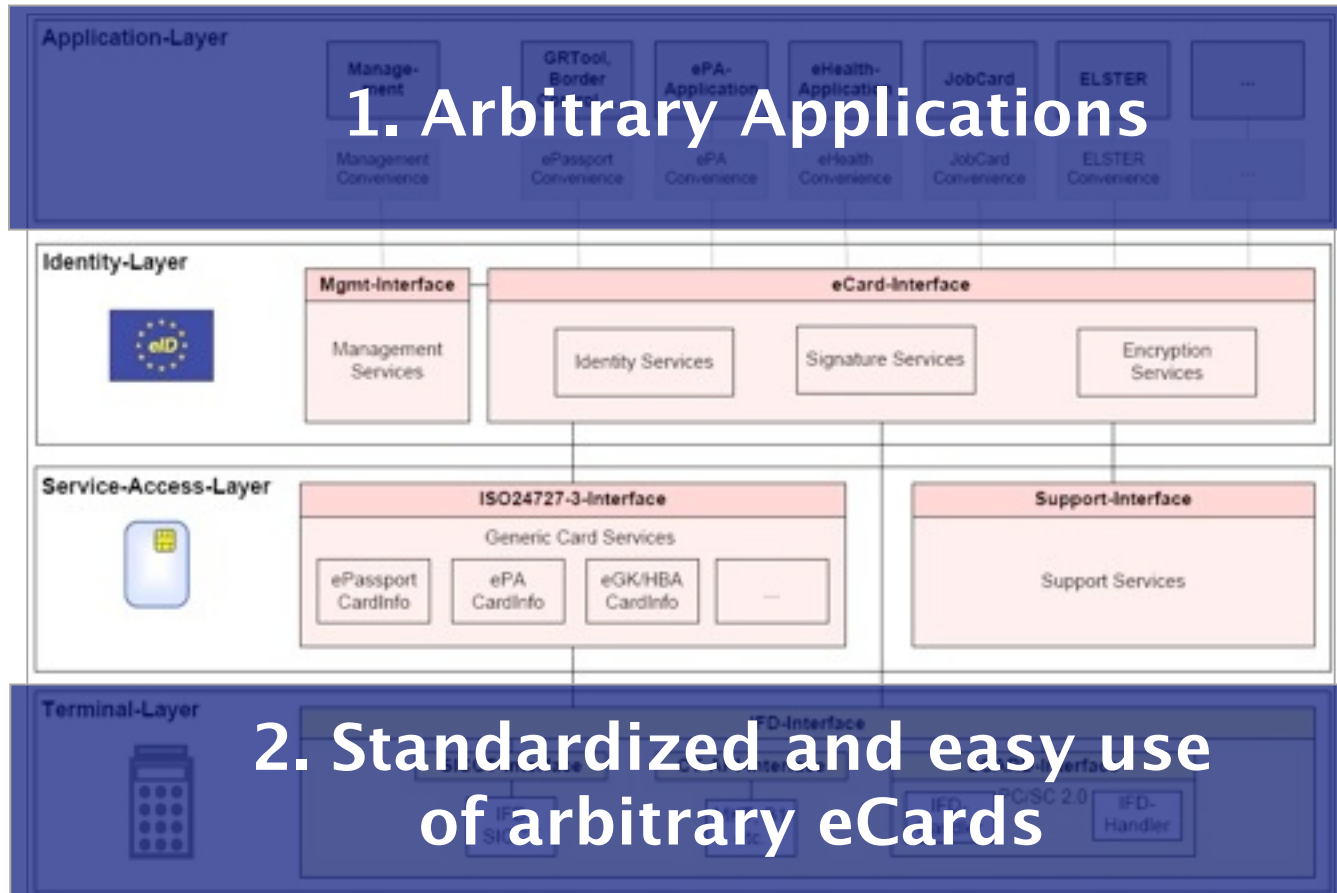 Application-Layer
Manage-
ment
GRTool,
Border
ePA-
Application
eHealth-
Application
JobCard
ELSTER
...
1. Arbitrary Applications
Management
Convenience
ePassport
Convenience
ePA
Convenience
eHealth
Convenience
JobCard
Convenience
ELSTER
Convenience
...
Identity-Layer
eID
Mgmt-Interface
Management
Services
eCard-Interface
Identity Services
Signature Services
Encryption
Services
Service-Access-Layer
ISO24727-3-Interface
Generic Card Services
ePassport
CardInfo
ePA
CardInfo
eGK/HBA
CardInfo
...
Support-Interface
Support Services
Terminal-Layer
IFD-Interface
2. Standardized and easy use
of arbitrary eCards
PC/SC 2.0
IFD-
Handler